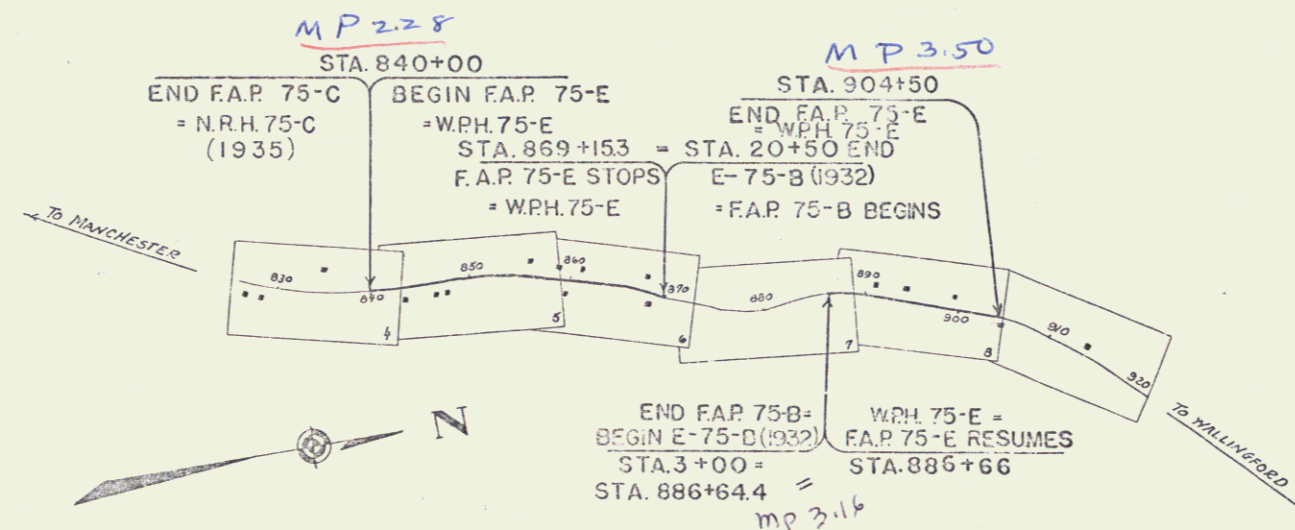 MP 2.28
STA. 840+00
END F.A.P. 75-C
= N.R.H. 75-C
(1935)
BEGIN F.A.P. 75-E
= W.P.H. 75-E
MP 3.50
STA. 904+50
END F.A.P. 75-E
= W.P.H. 75-E
STA. 869+15.3 = STA. 20+50 END
F.A.P. 75-E STOPS
= W.P.H. 75-E
E-75-B (1932)
= F.A.P. 75-B BEGINS
To MANCHESTER
830
840
4
850
5
860
870
6
880
7
890
900
8
910
920
To WALLINGFORD
N
END F.A.P. 75-B =
BEGIN E-75-B (1932)
STA. 3+00 =
STA. 886+64.4 =
W.P.H. 75-E =
F.A.P. 75-E RESUMES
STA. 886+66
mp 3.16